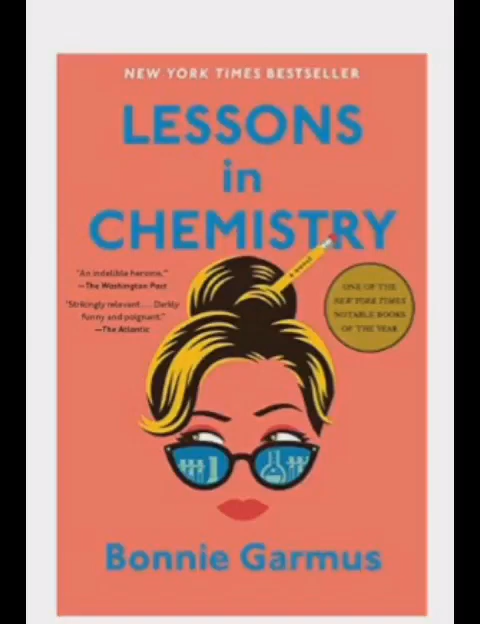 NEW YORK TIMES BESTSELLER
LESSONS
in
CHEMISTRY
a novel
"An indelible heroine."
—The Washington Post
"Strikingly relevant.... Darkly
funny and poignant."
—The Atlantic
ONE OF THE
NEW YORK TIMES
NOTABLE BOOKS
OF THE YEAR
Bonnie Garmus